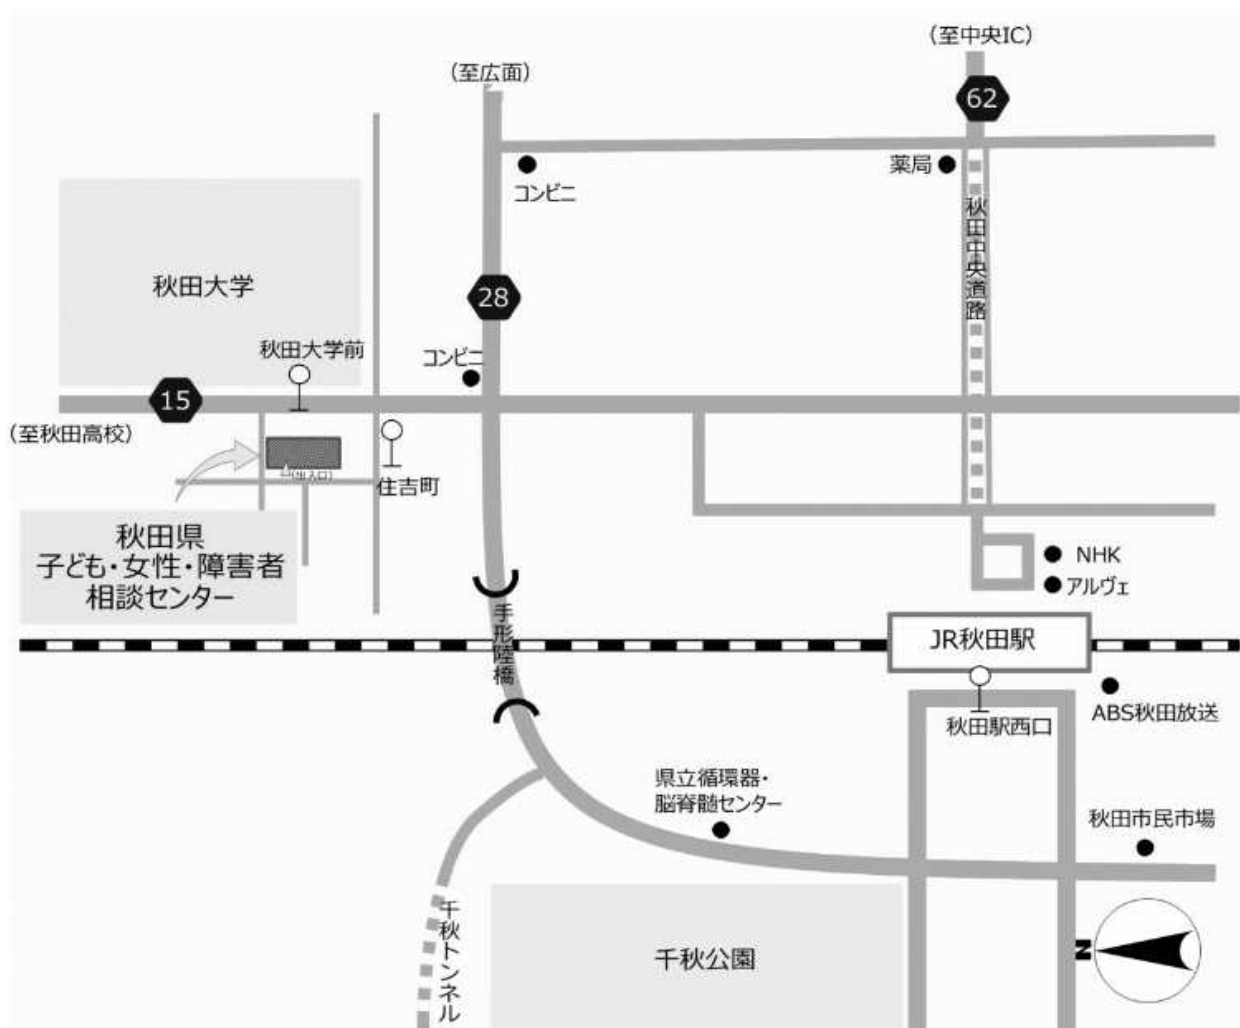 (至中央IC)
(至広面)
62
薬局
コンビニ
秋田中央道路
秋田大学
28
秋田大学前
コンビニ
15
(至秋田高校)
(出入口)
住吉町
秋田県
子ども・女性・障害者
相談センター
NHK
アルヴェ
手形陸橋
JR秋田駅
ABS秋田放送
秋田駅西口
県立循環器・
脳脊髄センター
秋田市民市場
千秋トンネル
千秋公園
N